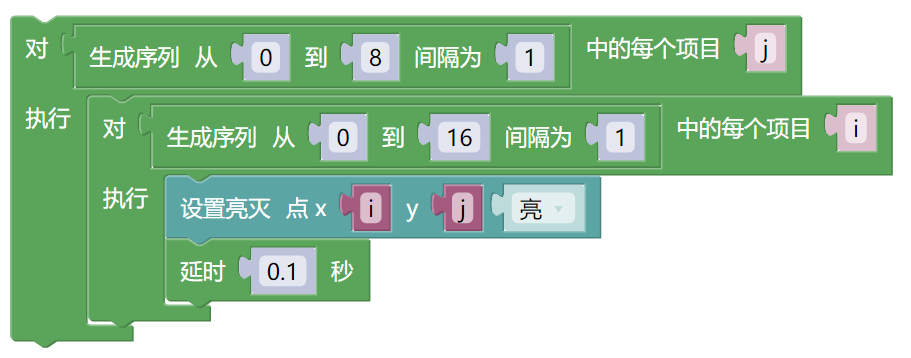 对 生成序列 从 0 到 8 间隔为 1 中的每个项目 j
执行 对 生成序列 从 0 到 16 间隔为 1 中的每个项目 i
执行 设置亮灭 点 x i y j 亮
延时 0.1 秒